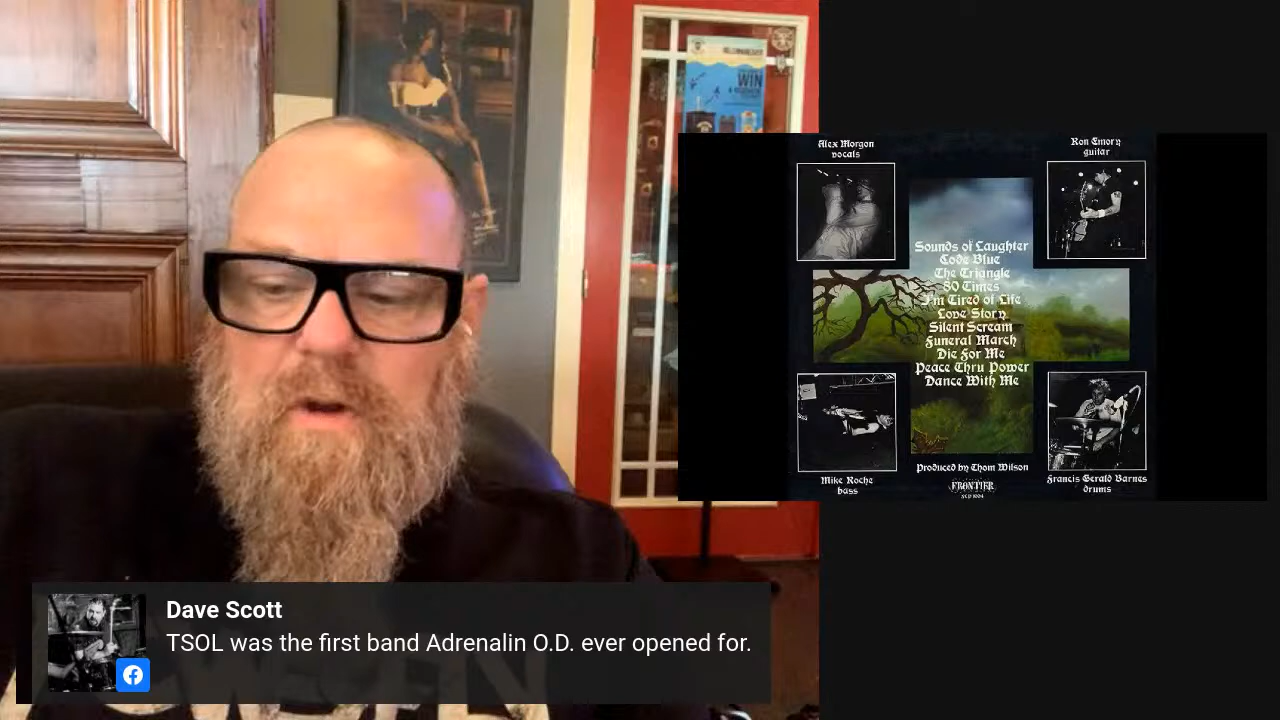 WIN
Alex Morgon
vocals
Ron Emory
guitar
Sounds of Laughter
Code Blue
The Triangle
80 Times
I'm Tired of Life
Love Story
Silent Scream
Funeral March
Die For Me
Peace Thru Power
Dance With Me
Produced by Thom Wilson
FRONTIER
Mike Roche
bass
Francis Gerald Barnes
drums
Dave Scott
TSOL was the first band Adrenalin O.D. ever opened for.